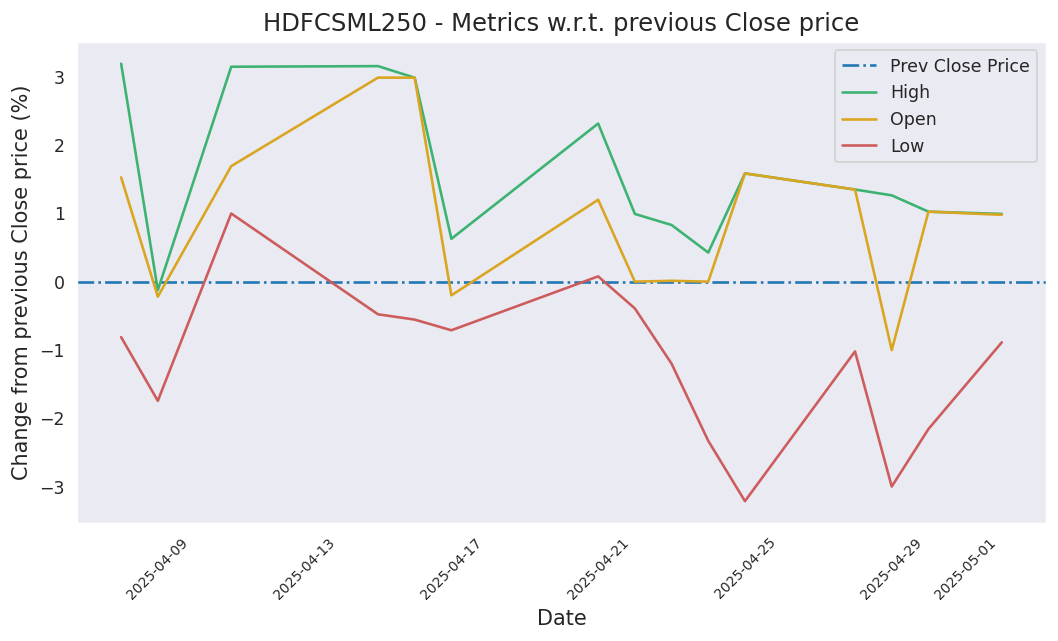 HDFCSML250 - Metrics w.r.t. previous Close price
Prev Close Price
High
Open
Low
Change from previous Close price (%)
3
2
1
0
−1
−2
−3
2025-04-09
2025-04-13
2025-04-17
2025-04-21
2025-04-25
2025-04-29
2025-05-01
Date